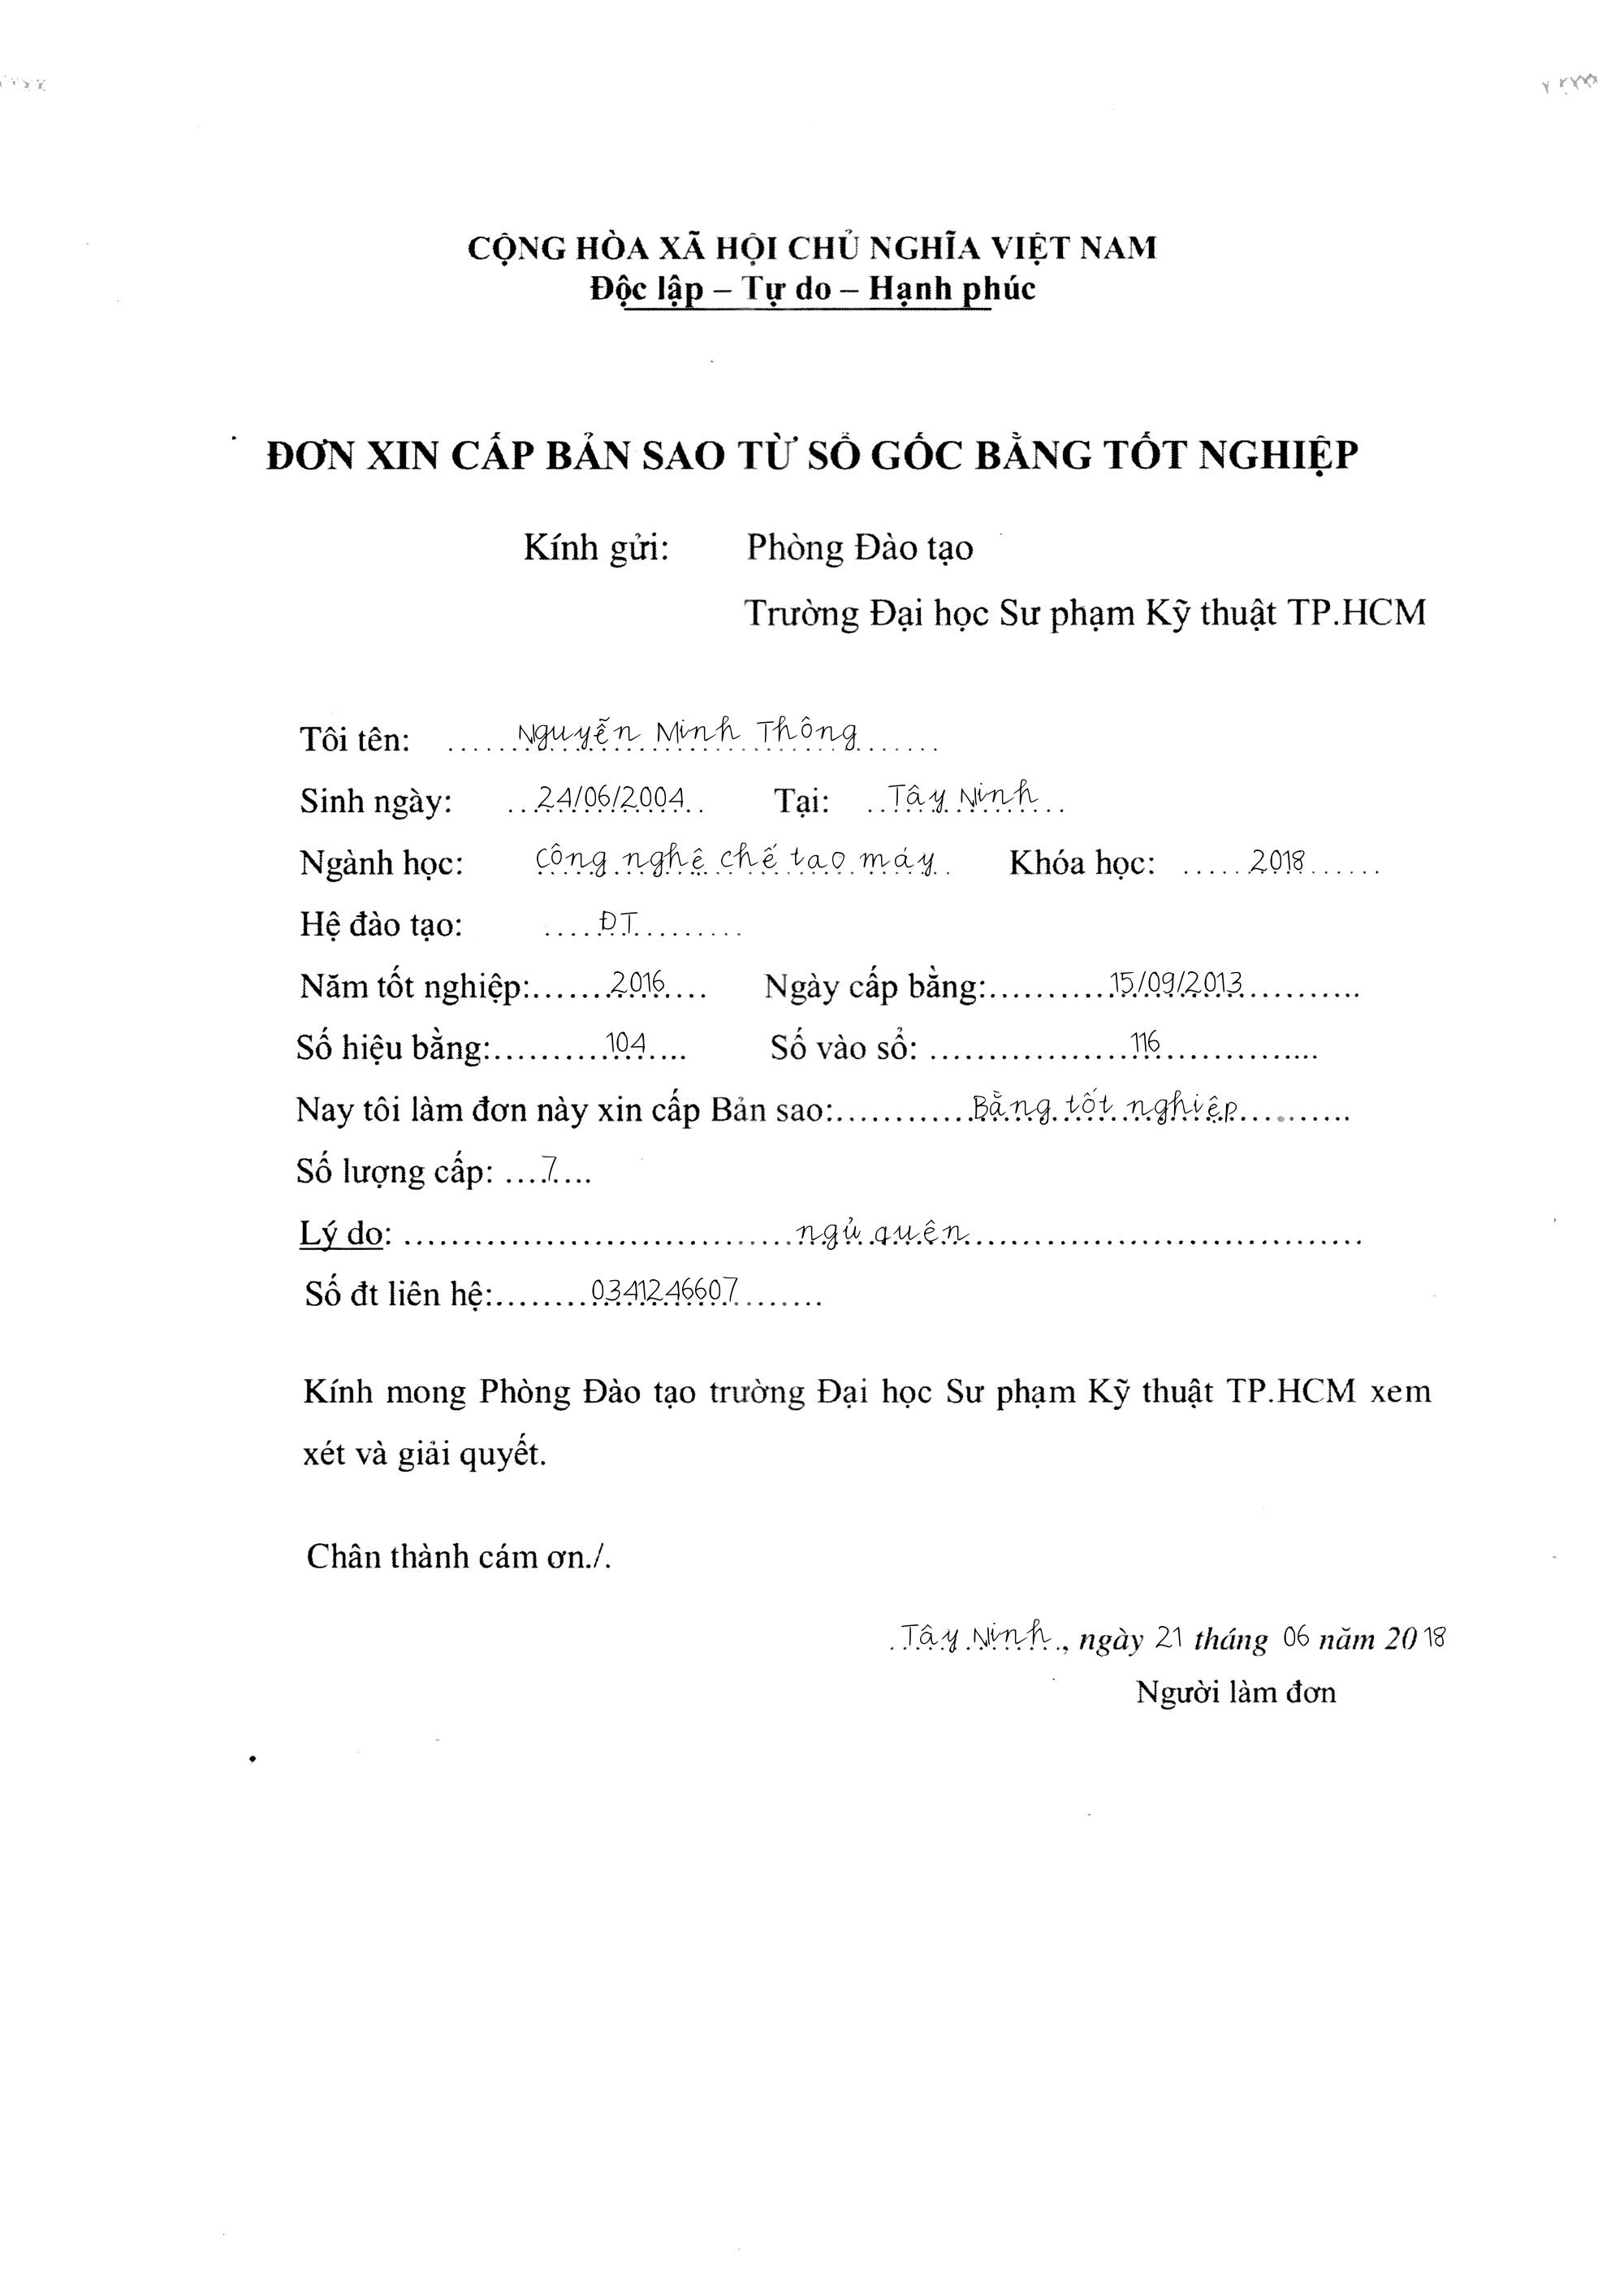 CỘNG HÒA XÃ HỘI CHỦ NGHĨA VIỆT NAM
Độc lập – Tự do – Hạnh phúc
ĐƠN XIN CẤP BẢN SAO TỪ SỔ GỐC BẰNG TỐT NGHIỆP
Kính gửi: Phòng Đào tạo
Trường Đại học Sư phạm Kỹ thuật TP.HCM
Tôi tên: Nguyễn Minh Thông
Sinh ngày: 24/06/2004 Tại: Tây Ninh
Ngành học: Công nghệ chế tạo máy Khóa học: 2018
Hệ đào tạo: ĐT
Năm tốt nghiệp: 2016 Ngày cấp bằng: 15/09/2013
Số hiệu bằng: 104 Số vào sổ: 116
Nay tôi làm đơn này xin cấp Bản sao: Bằng tốt nghiệp
Số lượng cấp: 7
Lý do: ngủ quên
Số đt liên hệ: 0341246607
Kính mong Phòng Đào tạo trường Đại học Sư phạm Kỹ thuật TP.HCM xem
xét và giải quyết.
Chân thành cám ơn./.
Tây Ninh, ngày 21 tháng 06 năm 2018
Người làm đơn